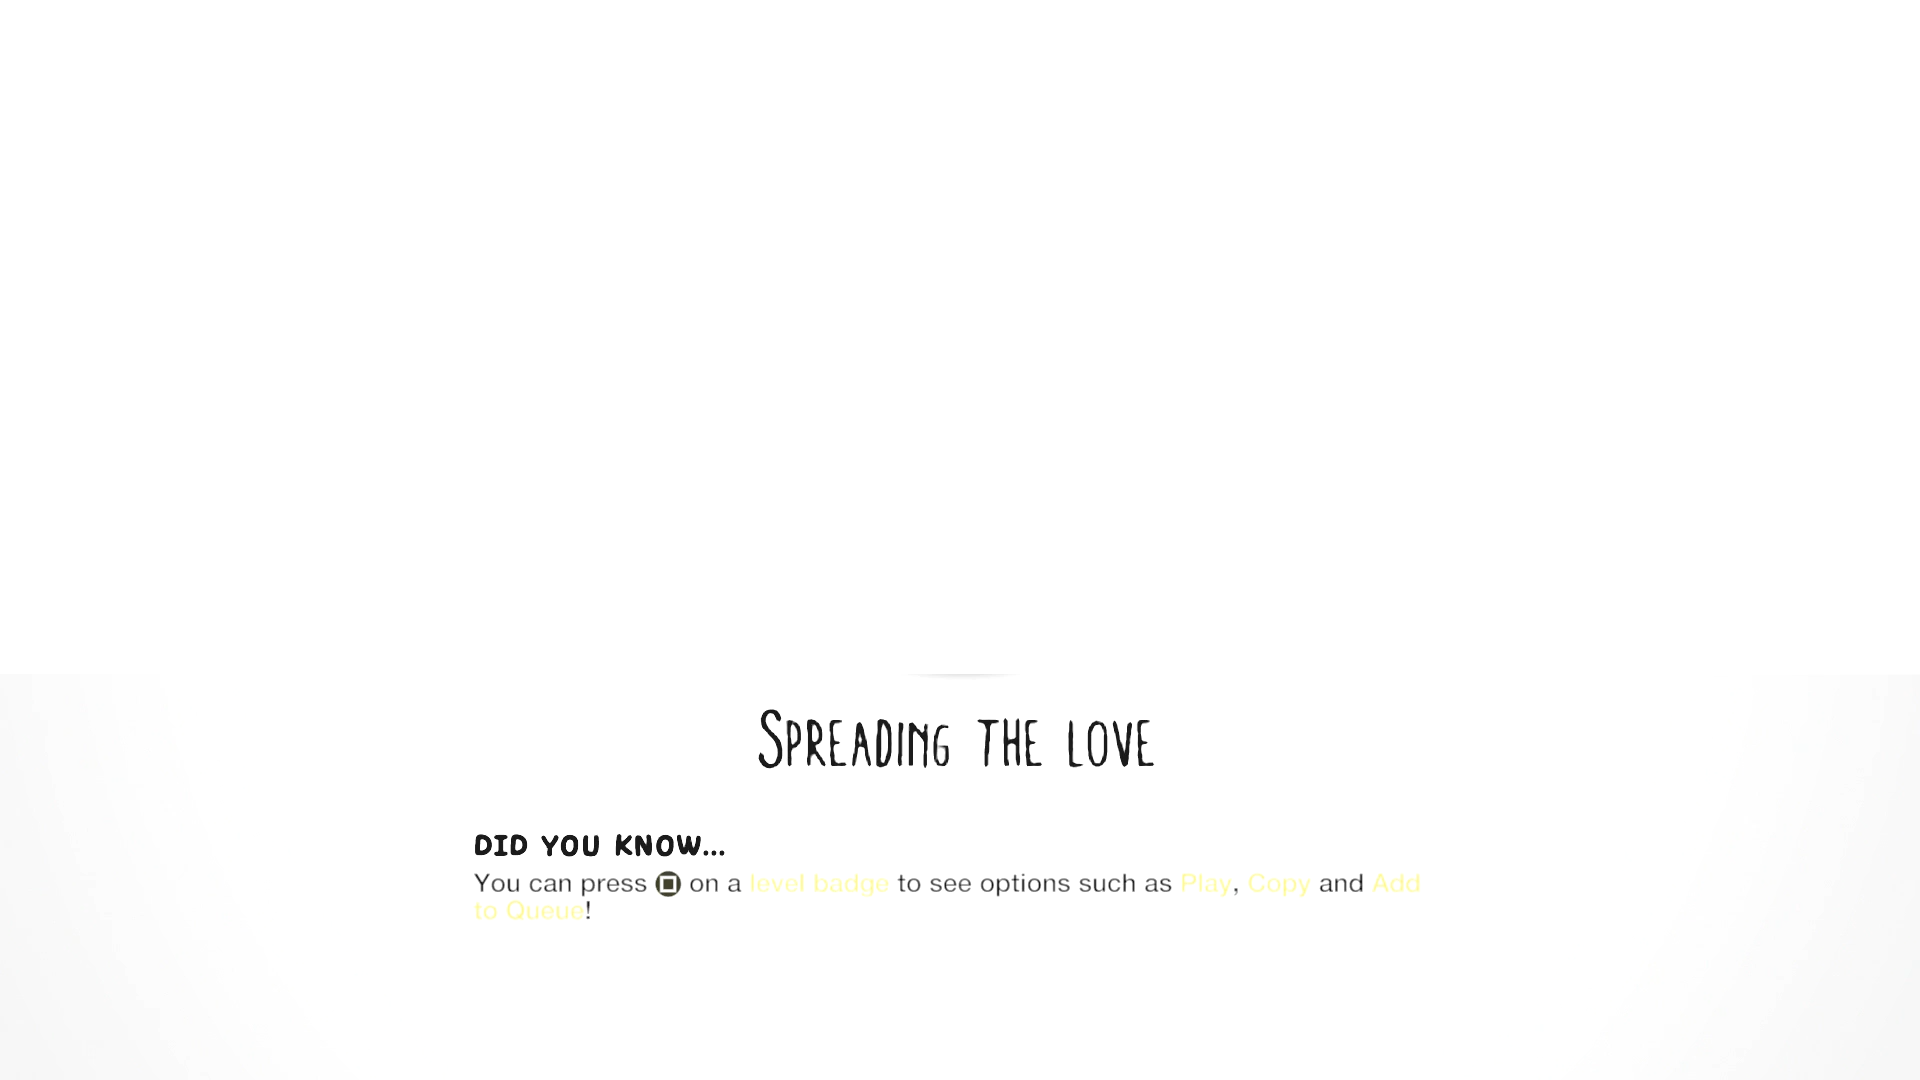 Spreading the love
DID YOU KNOW...
You can press on a level badge to see options such as Play, Copy and Add
to Queue!